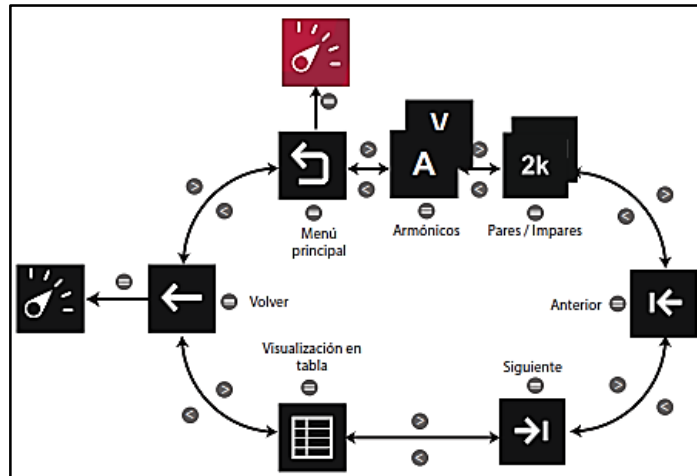 V
A
2k
Menú
principal
Armónicos
Pares / Impares
Volver
Anterior
Visualización en
tabla
Siguiente